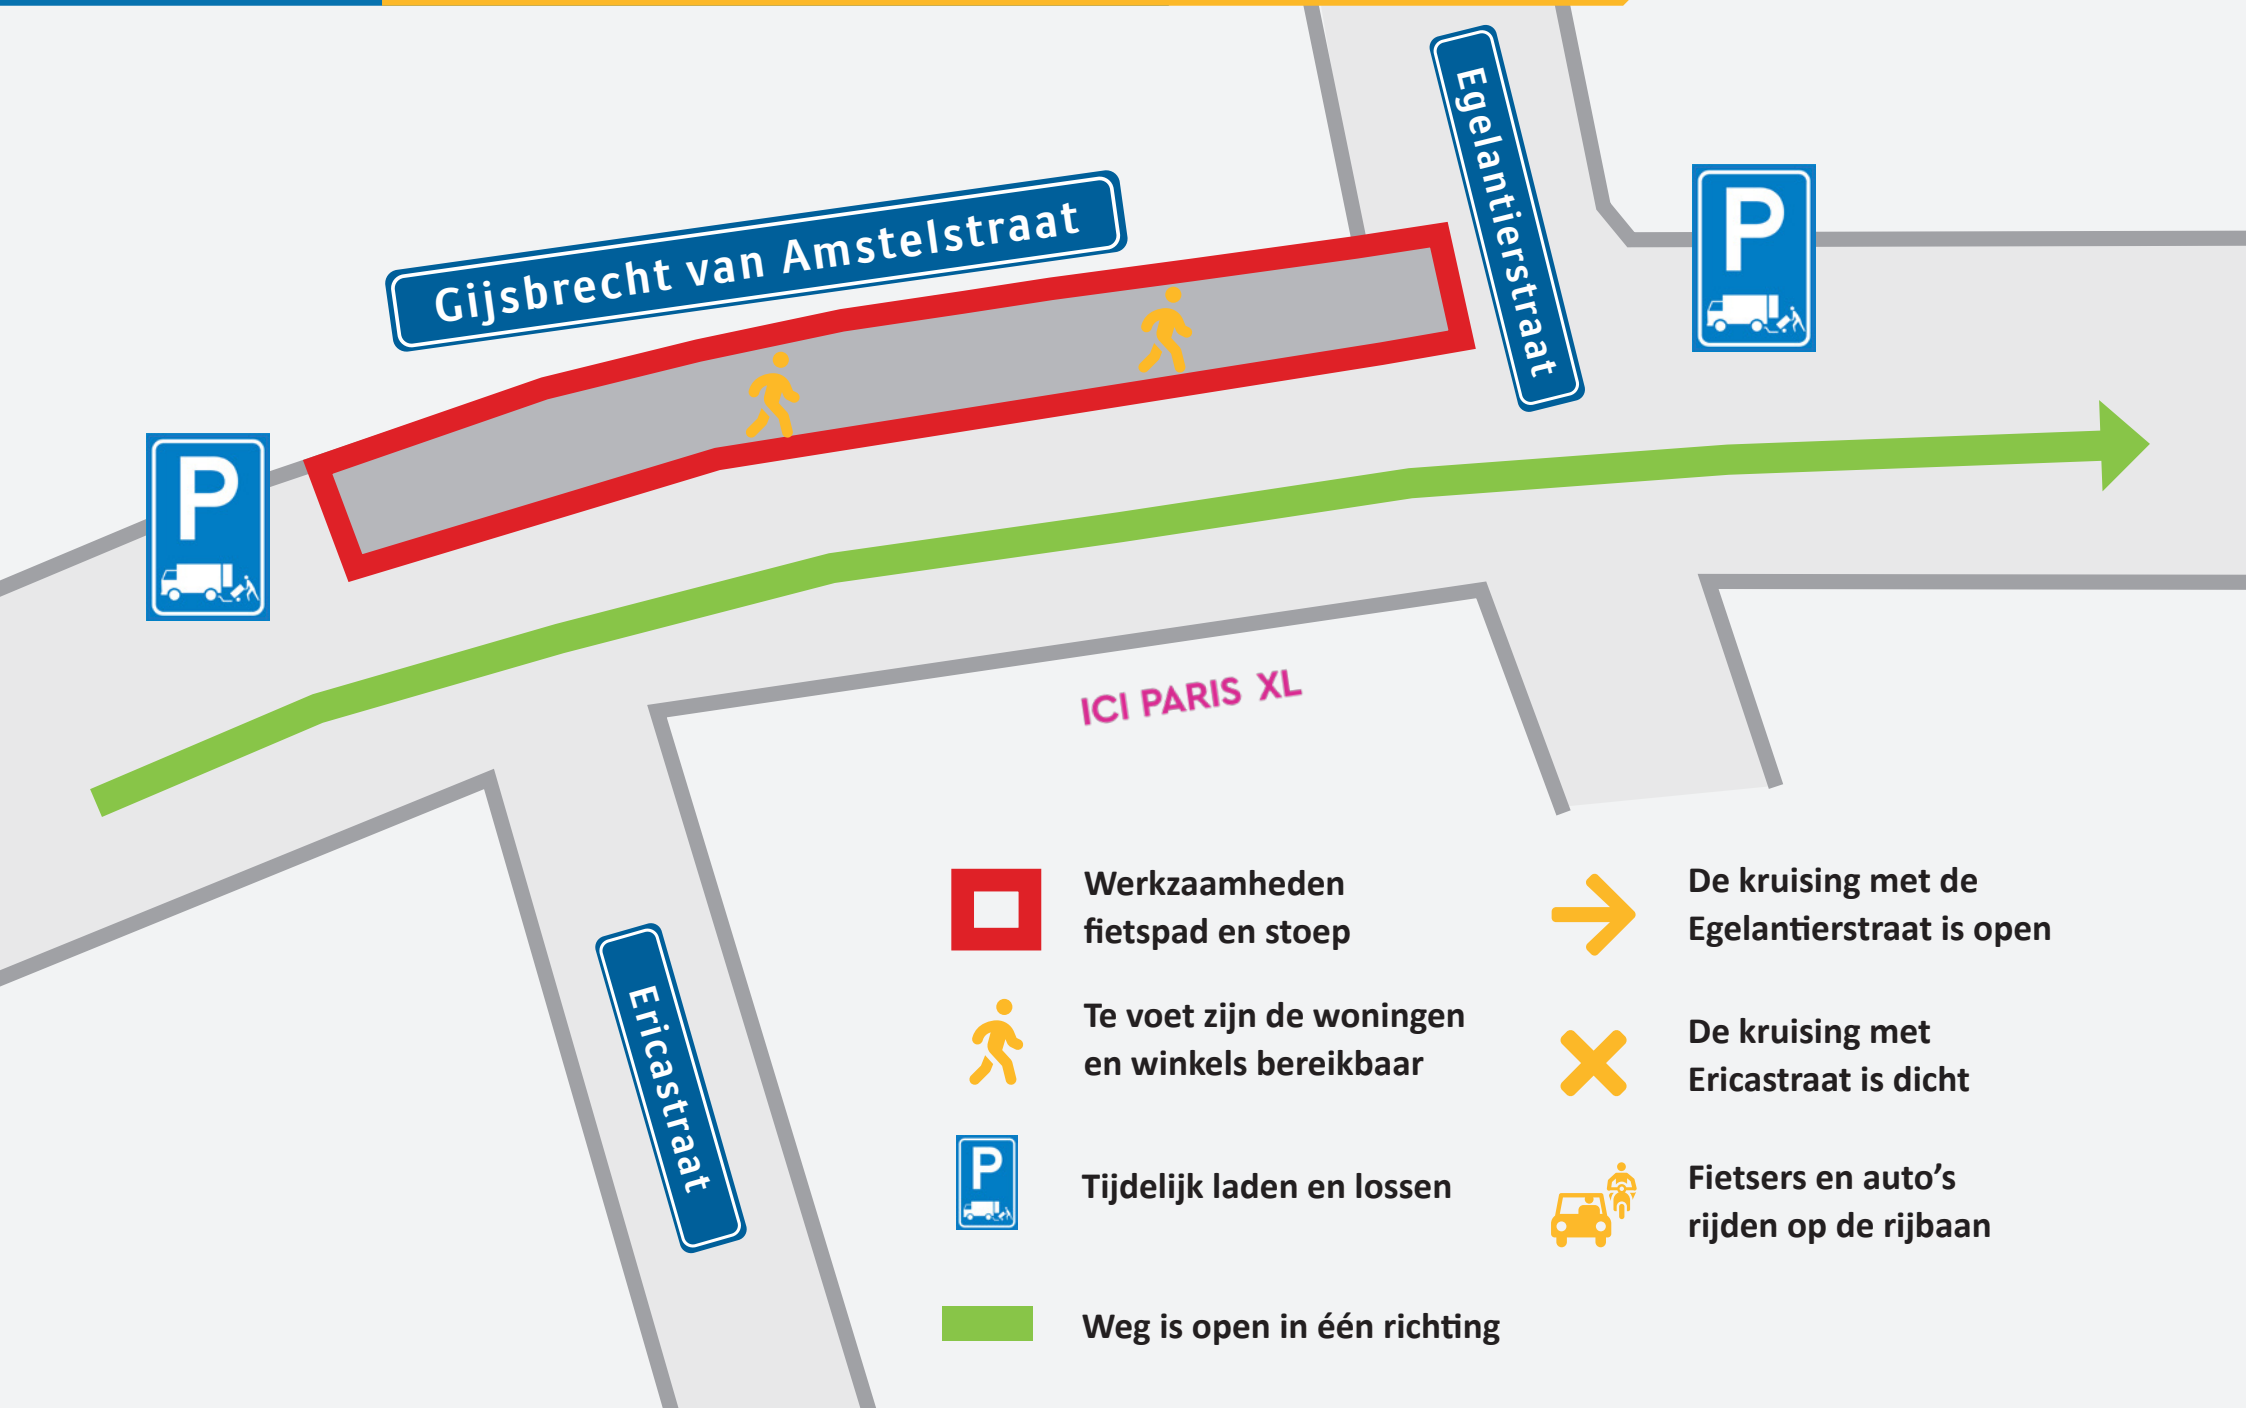 Egelantierstraat
Gijsbrecht van Amstelstraat
P
P
ICI PARIS XL
Ericastraat
Werkzaamheden
fietspad en stoep
Te voet zijn de woningen
en winkels bereikbaar
P
Tijdelijk laden en lossen
Weg is open in één richting
De kruising met de
Egelantierstraat is open
De kruising met
Ericastraat is dicht
Fietsers en auto’s
rijden op de rijbaan